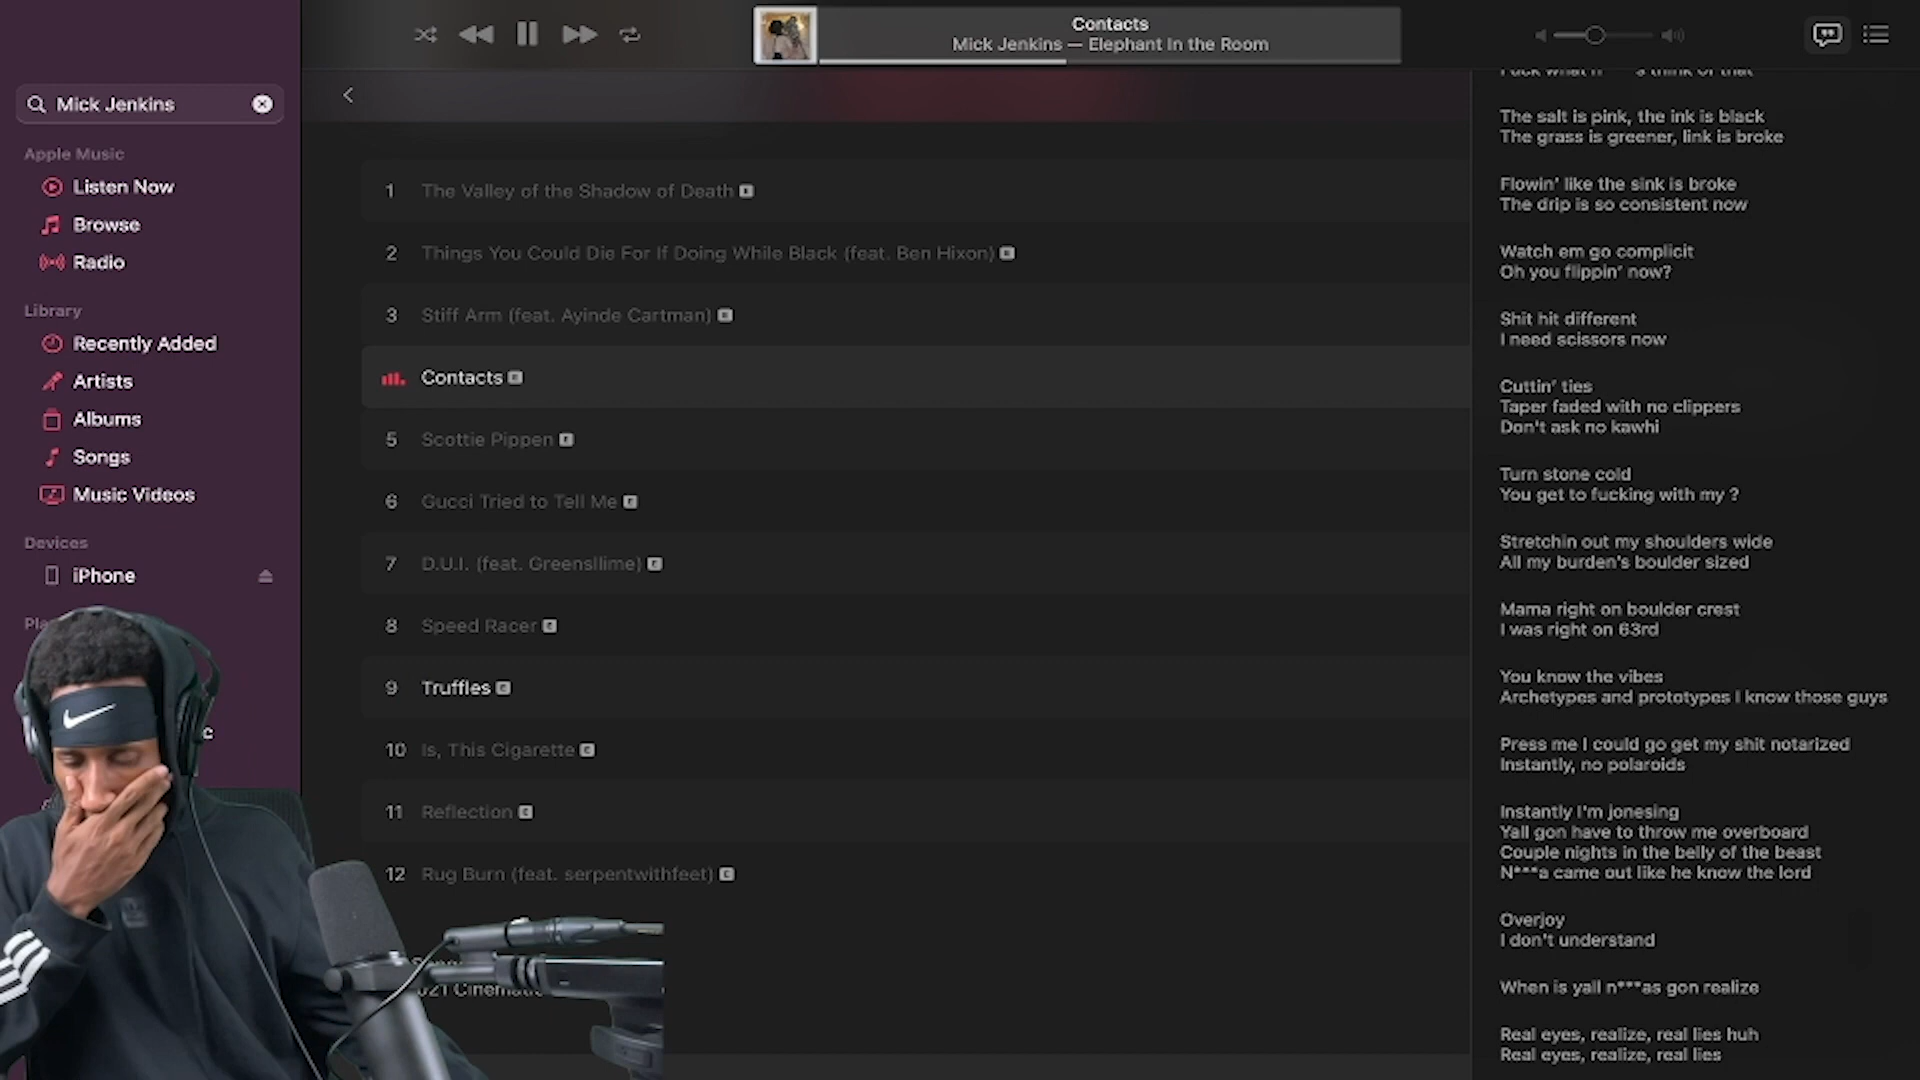 Contacts
Mick Jenkins — Elephant In the Room
Mick Jenkins
Apple Music
Listen Now
Browse
Radio
Library
Recently Added
Artists
Albums
Songs
Music Videos
Devices
iPhone
1 The Valley of the Shadow of Death E
2 Things You Could Die For If Doing While Black (feat. Ben Hixon) E
3 Stiff Arm (feat. Ayinde Cartman) E
Contacts E
5 Scottie Pippen E
6 Gucci Tried to Tell Me E
7 D.U.I. (feat. Greensllime) E
8 Speed Racer E
9 Truffles E
10 Is, This Cigarette E
11 Reflection E
12 Rug Burn (feat. serpentwithfeet) E
The salt is pink, the ink is black
The grass is greener, link is broke
Flowin' like the sink is broke
The drip is so consistent now
Watch em go complicit
Oh you flippin' now?
Shit hit different
I need scissors now
Cuttin' ties
Taper faded with no clippers
Don't ask no kawhi
Turn stone cold
You get to fucking with my ?
Stretchin out my shoulders wide
All my burden's boulder sized
Mama right on boulder crest
I was right on 63rd
You know the vibes
Archetypes and prototypes I know those guys
Press me I could go get my shit notarized
Instantly, no polaroids
Instantly I'm jonesing
Yall gon have to throw me overboard
Couple nights in the belly of the beast
N***a came out like he know the lord
Overjoy
I don't understand
When is yall n***as gon realize
Real eyes, realize, real lies huh
Real eyes, realize, real lies